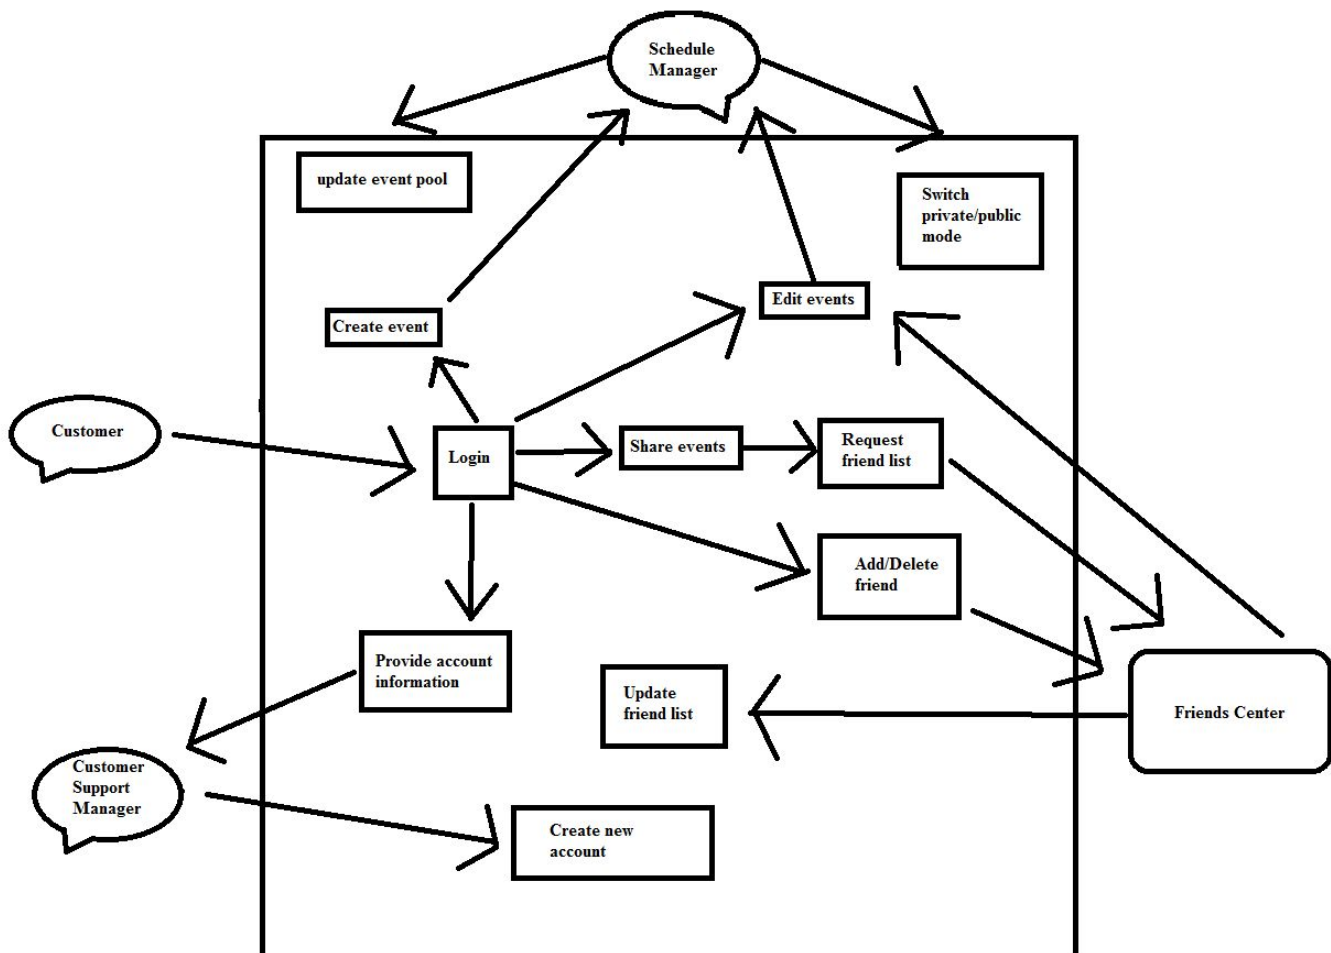 Schedule
Manager
update event pool
Switch
private/public
mode
Edit events
Create event
Customer
Login
Share events
Request
friend list
Add/Delete
friend
Provide account
information
Update
friend list
Friends Center
Customer
Support
Manager
Create new
account